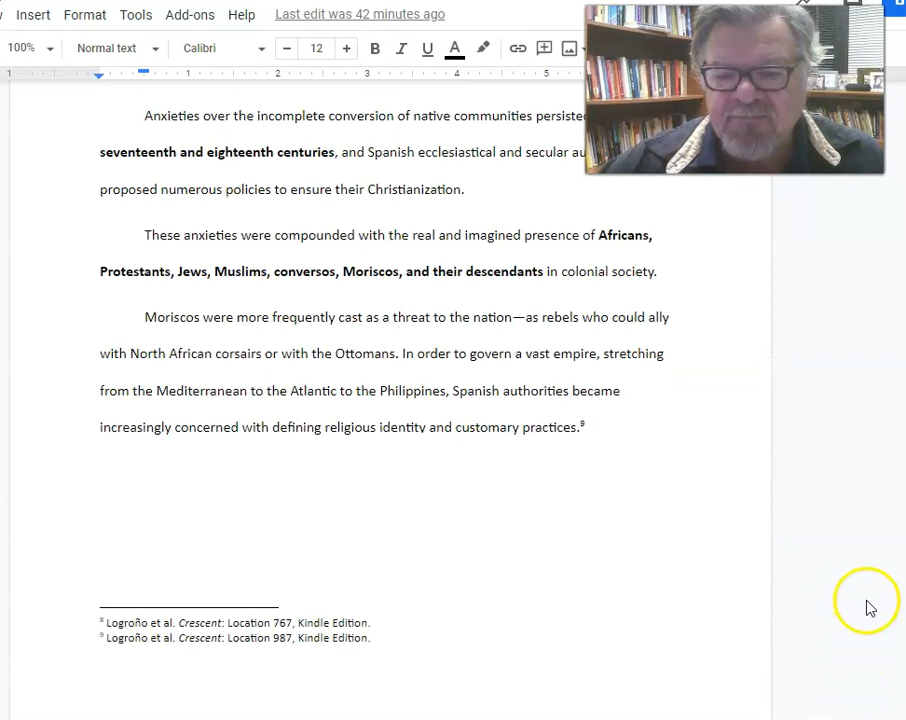 Insert Format Tools Add-ons Help Last edit was 42 minutes ago
100% Normal text Calibri 12 B I U A
1 1 2 3 4 5
Anxieties over the incomplete conversion of native communities persisted
seventeenth and eighteenth centuries, and Spanish ecclesiastical and secular au
proposed numerous policies to ensure their Christianization.
These anxieties were compounded with the real and imagined presence of Africans,
Protestants, Jews, Muslims, conversos, Moriscos, and their descendants in colonial society.
Moriscos were more frequently cast as a threat to the nation—as rebels who could ally
with North African corsairs or with the Ottomans. In order to govern a vast empire, stretching
from the Mediterranean to the Atlantic to the Philippines, Spanish authorities became
increasingly concerned with defining religious identity and customary practices.⁹
⁸ Logroño et al. Crescent: Location 767, Kindle Edition.
⁹ Logroño et al. Crescent: Location 987, Kindle Edition.